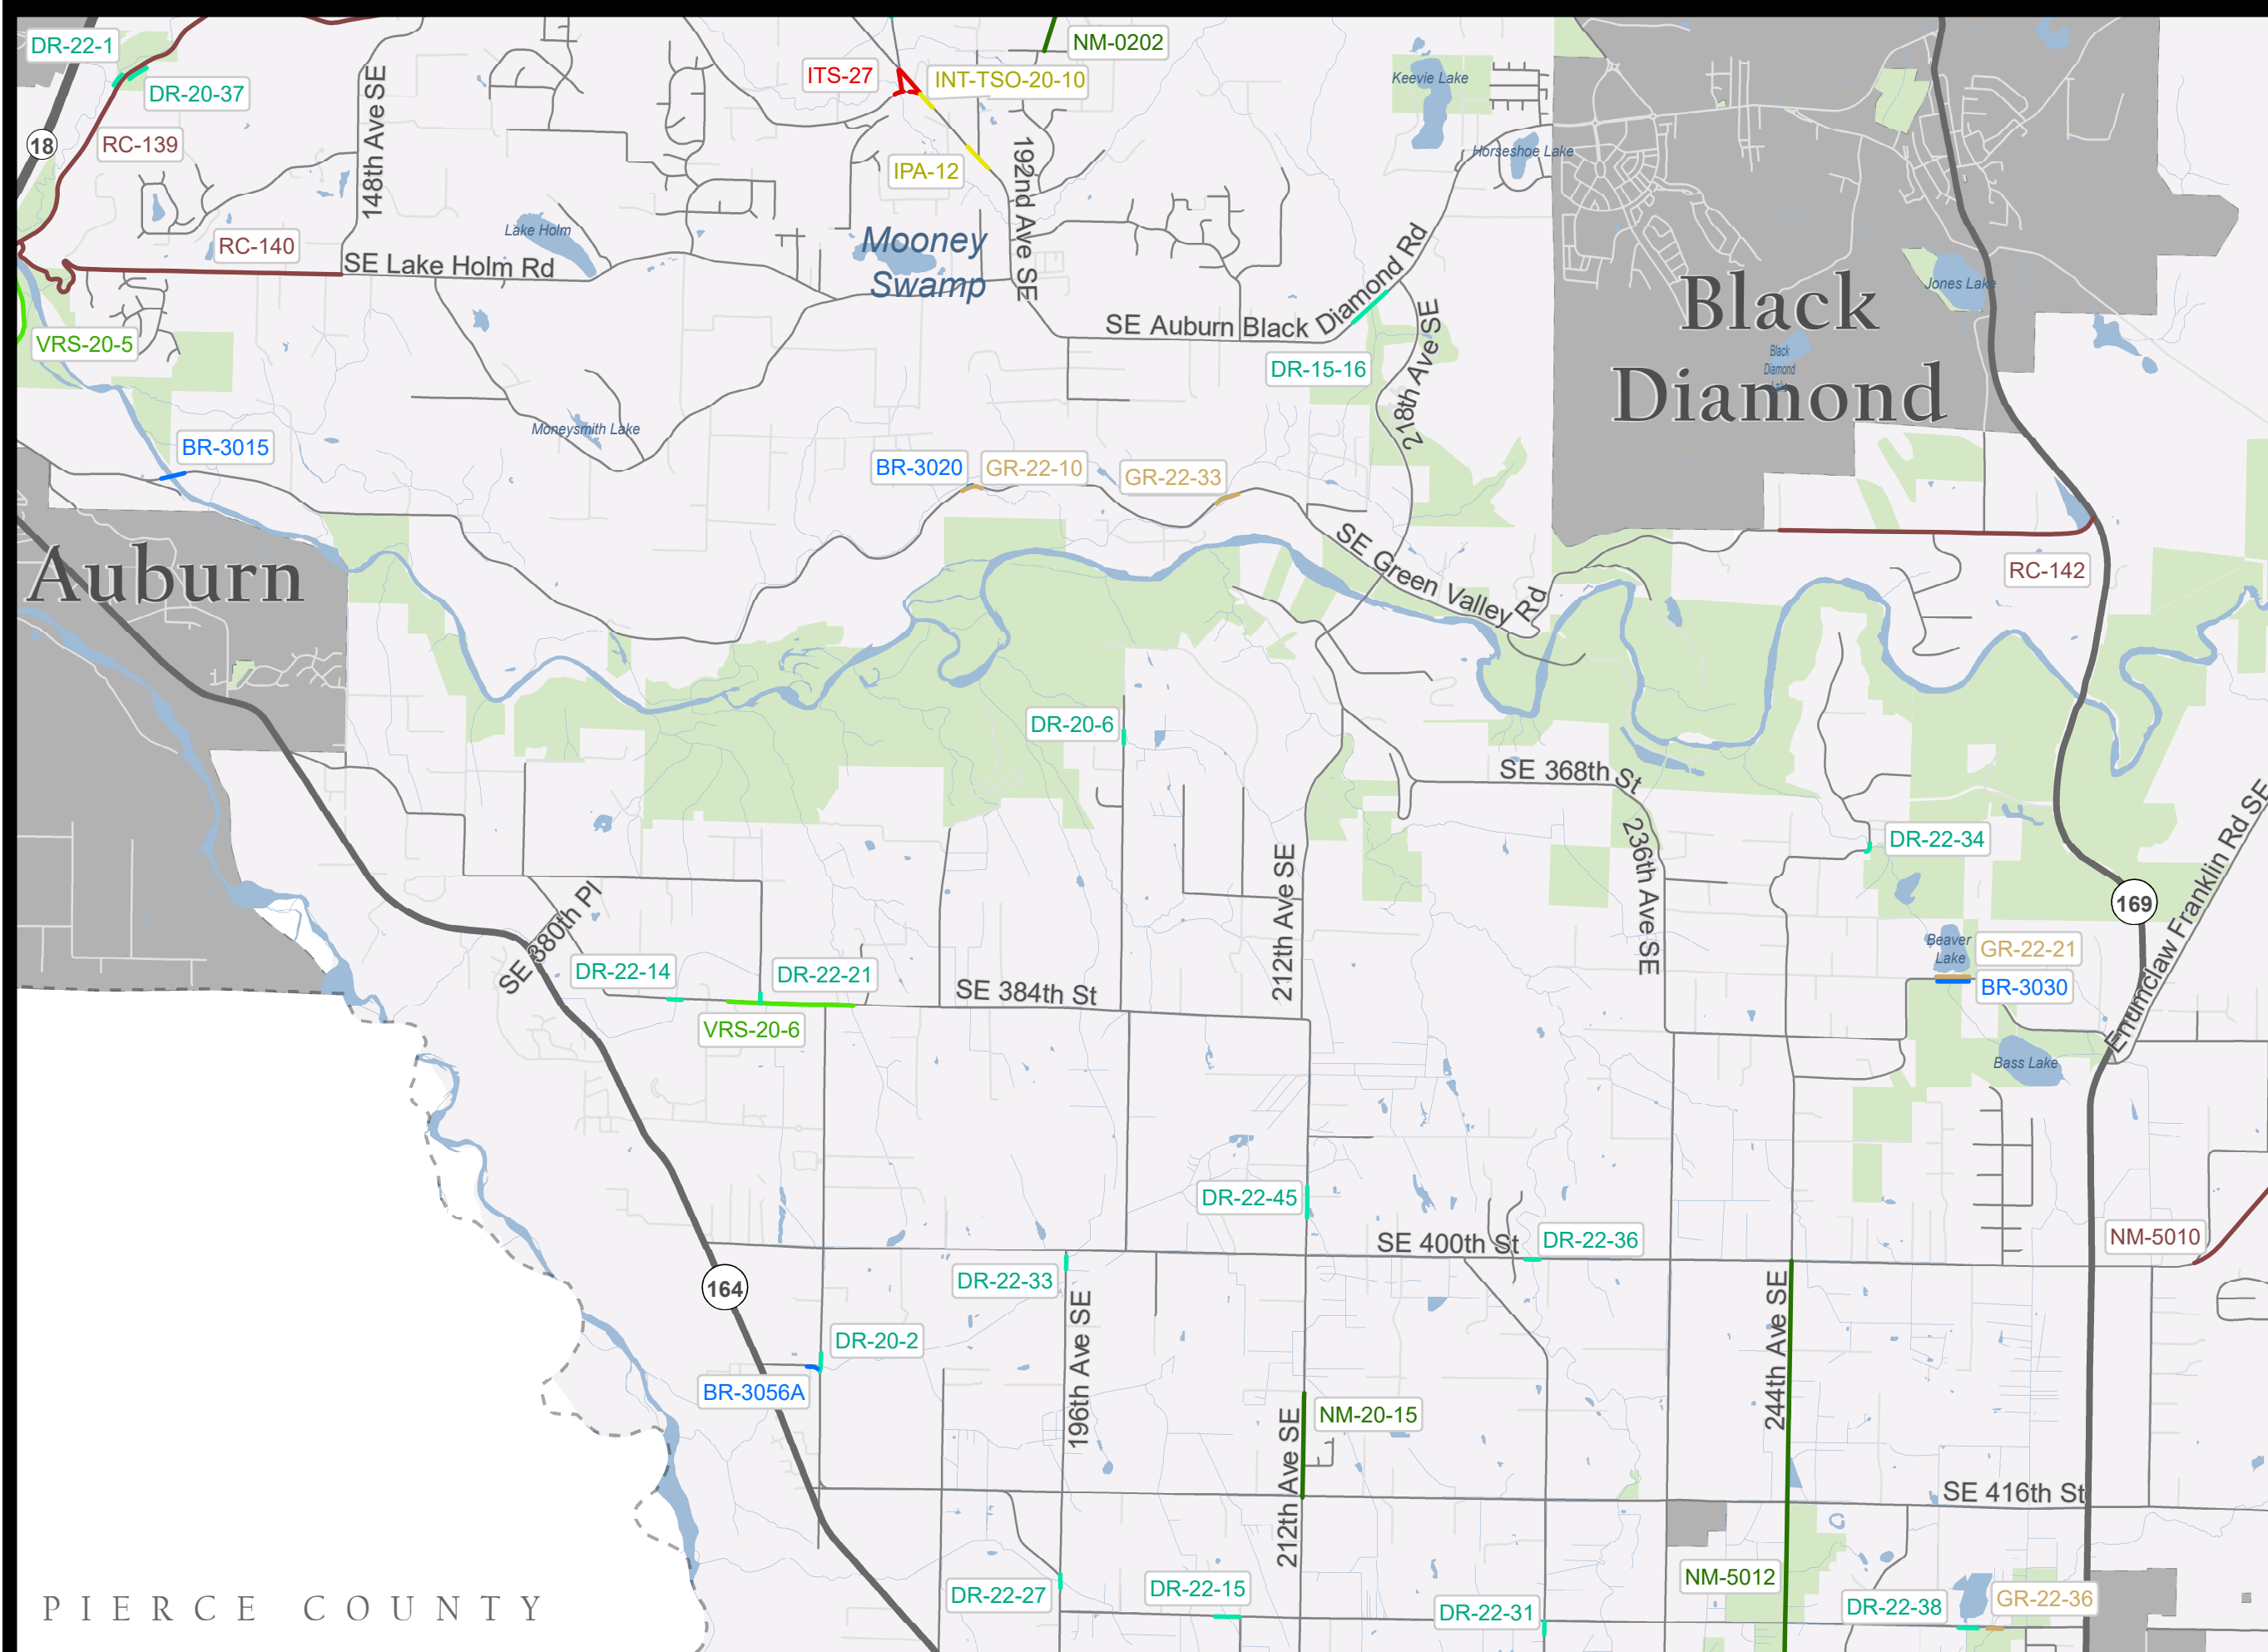 DR-22-1
NM-0202
ITS-27
INT-TSO-20-10
Keevie Lake
DR-20-37
18
RC-139
148th Ave SE
IPA-12
192nd Ave SE
Horseshoe Lake
RC-140
Lake Holm
SE Lake Holm Rd
Mooney
Swamp
SE Auburn Black Diamond Rd
218th Ave SE
Jones Lake
Black
Diamond
Black
Diamond
Lake
VRS-20-5
DR-15-16
Moneysmith Lake
BR-3015
BR-3020
GR-22-10
GR-22-33
SE Green Valley Rd
RC-142
Auburn
DR-20-6
SE 368th St
236th Ave SE
DR-22-34
169
Enumclaw Franklin Rd SE
212th Ave SE
SE 380th Pl
DR-22-14
DR-22-21
SE 384th St
VRS-20-6
Beaver
Lake
GR-22-21
BR-3030
Bass Lake
DR-22-45
SE 400th St
DR-22-36
NM-5010
164
DR-22-33
196th Ave SE
244th Ave SE
DR-20-2
BR-3056A
NM-20-15
212th Ave SE
SE 416th St
PIERCE COUNTY
DR-22-27
DR-22-15
DR-22-31
NM-5012
DR-22-38
GR-22-36